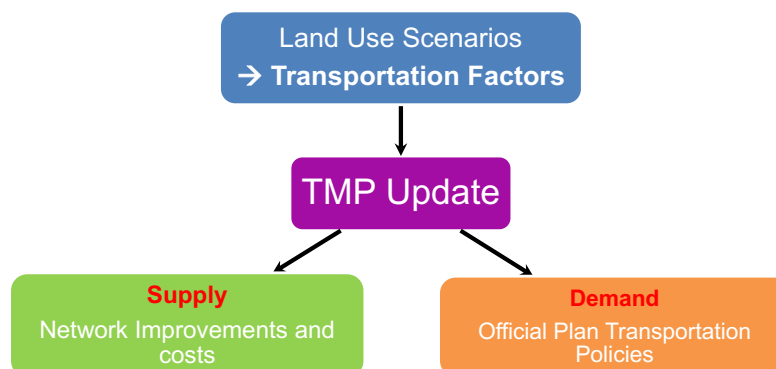 Land Use Scenarios
→ Transportation Factors
TMP Update
Supply
Network Improvements and
costs
Demand
Official Plan Transportation
Policies